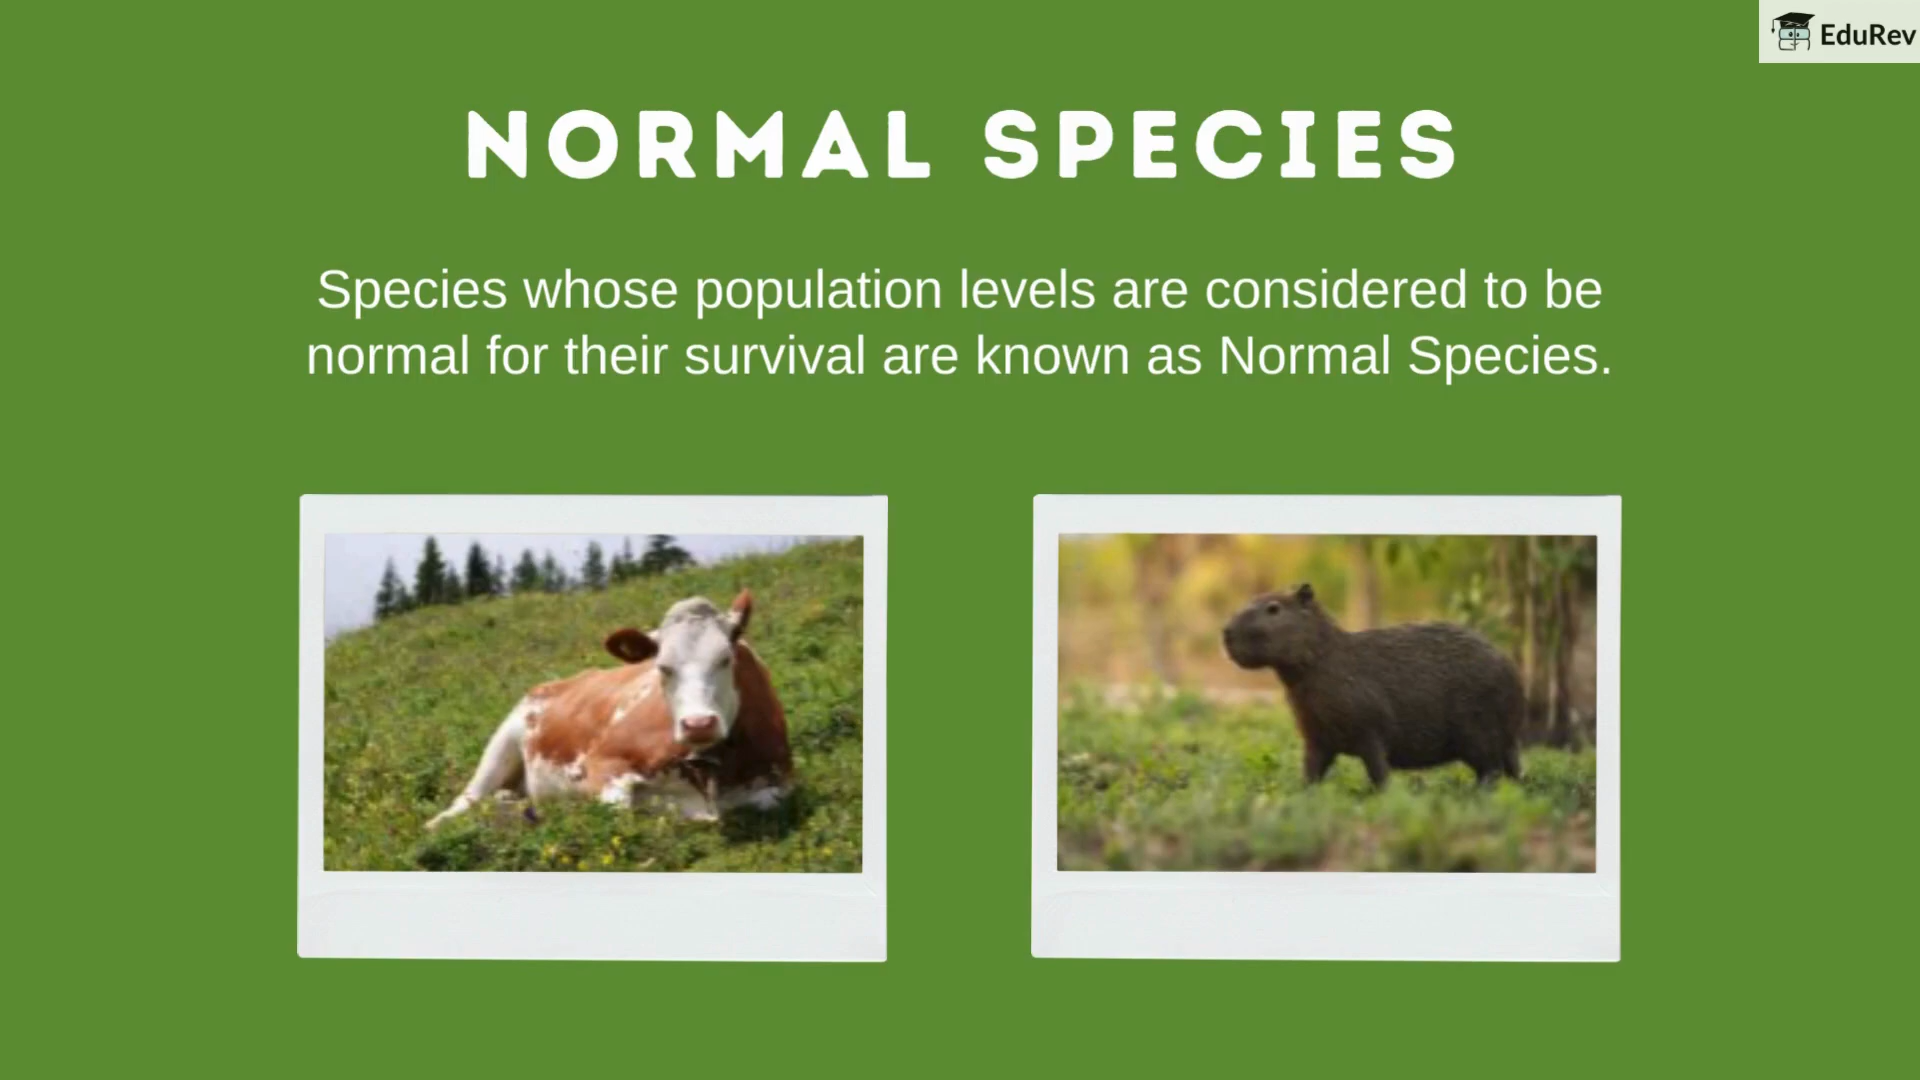 EduRev
NORMAL SPECIES
Species whose population levels are considered to be
normal for their survival are known as Normal Species.